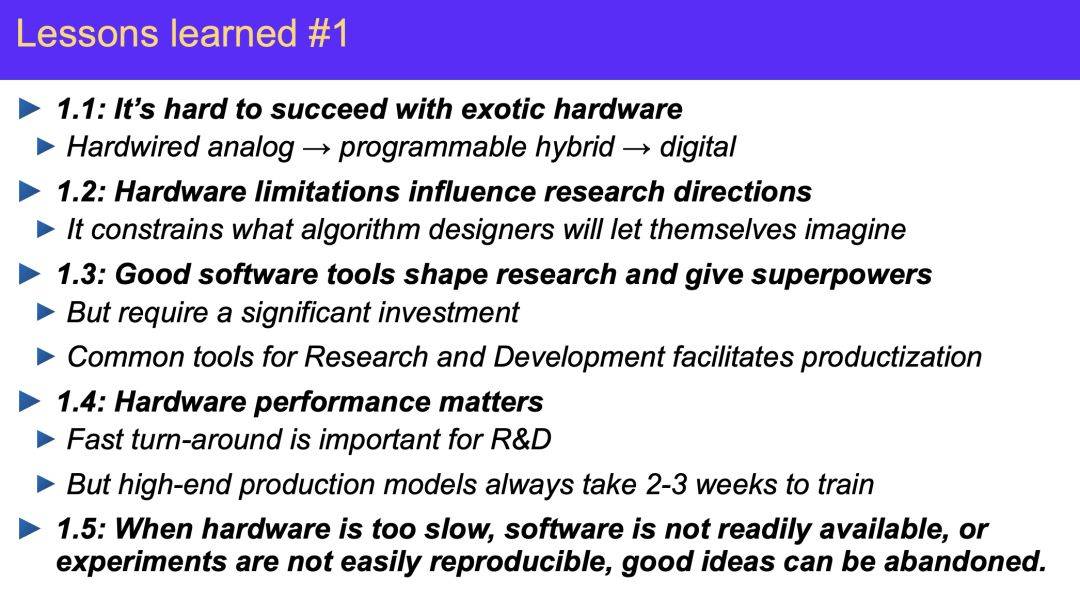 Lessons learned #1
1.1: It's hard to succeed with exotic hardware
Hardwired analog → programmable hybrid → digital
1.2: Hardware limitations influence research directions
It constrains what algorithm designers will let themselves imagine
1.3: Good software tools shape research and give superpowers
But require a significant investment
Common tools for Research and Development facilitates productization
1.4: Hardware performance matters
Fast turn-around is important for R&D
But high-end production models always take 2-3 weeks to train
1.5: When hardware is too slow, software is not readily available, or
experiments are not easily reproducible, good ideas can be abandoned.